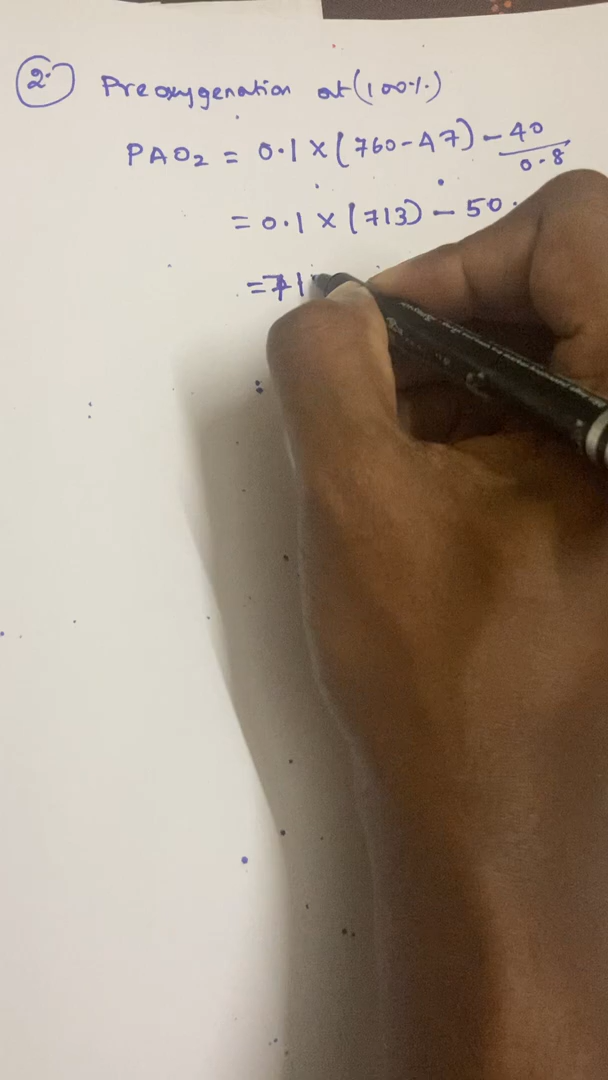 2. Preoxygenation at (100%)
PAO₂ = 0.1 × (760-47) - 40/0.8
= 0.1 × (713) - 50.
= 71